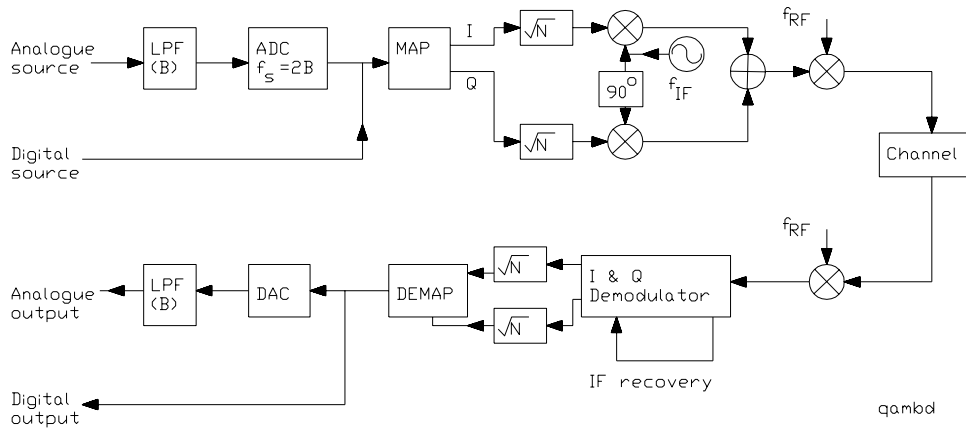 Analogue
source
LPF
(B)
ADC
fs=2B
MAP
I
Q
√N
√N
90°
fIF
fRF
Channel
Digital
source
Analogue
output
LPF
(B)
DAC
DEMAP
√N
√N
I & Q
Demodulator
fRF
IF recovery
Digital
output
qambd